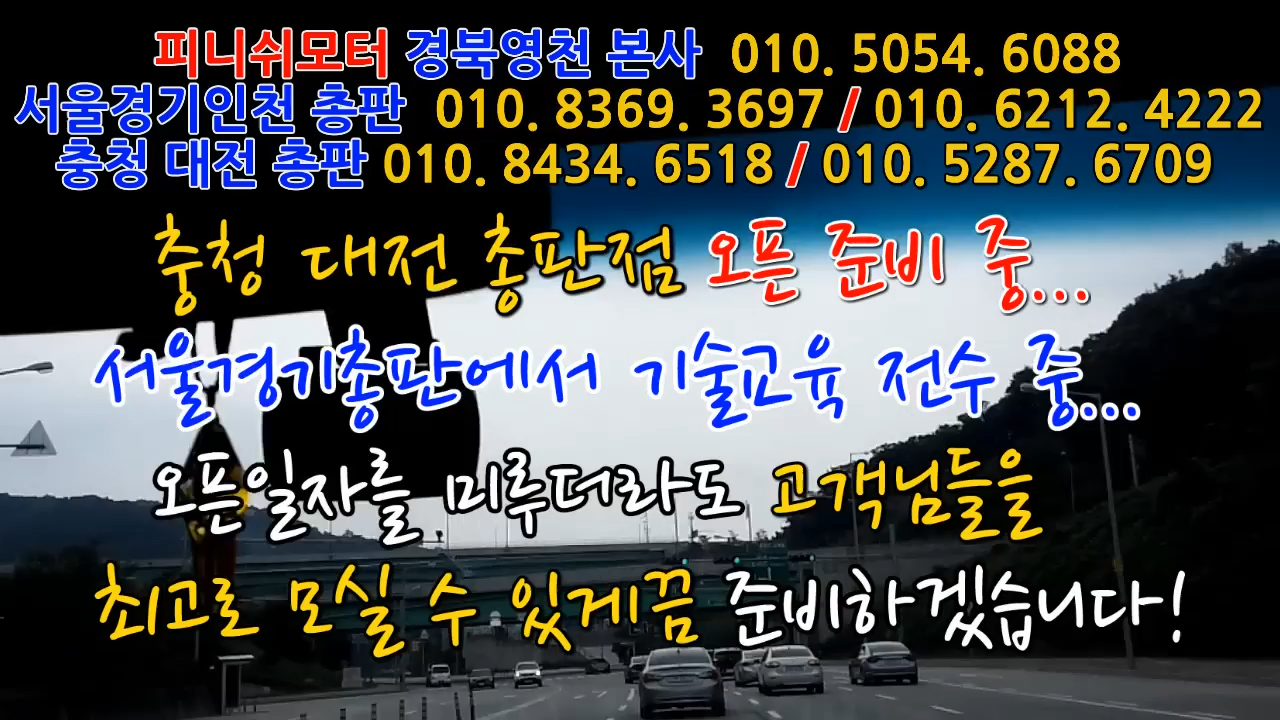 피니쉬모터 경북영천 본사 010. 5054. 6088
서울경기인천 총판 010. 8369. 3697 / 010. 6212. 4222
충청 대전 총판 010. 8434. 6518 / 010. 5287. 6709
충청 대전 총판점 오픈 준비 중...
서울경기총판에서 기술교육 전수 중...
오픈일자를 미루더라도 고객님들을
최고로 모실 수 있게끔 준비하겠습니다!